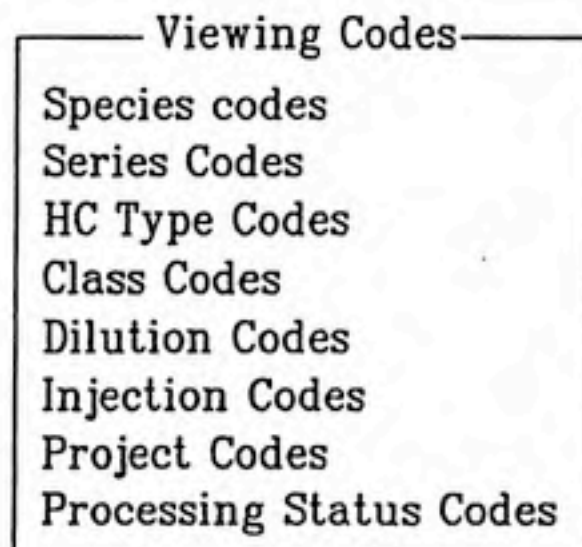 Viewing Codes
Species codes
Series Codes
HC Type Codes
Class Codes
Dilution Codes
Injection Codes
Project Codes
Processing Status Codes